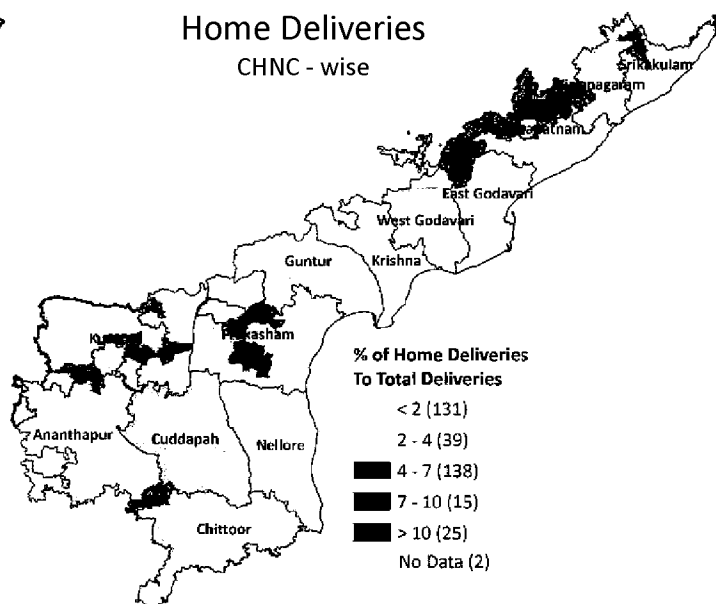 Home Deliveries
CHNC - wise
Srikakulam
East Godavari
West Godavari
Guntur
Krishna
% of Home Deliveries
To Total Deliveries
< 2 (131)
2 - 4 (39)
4 - 7 (138)
7 - 10 (15)
> 10 (25)
No Data (2)
Ananthapur
Cuddapah
Nellore
Chittoor